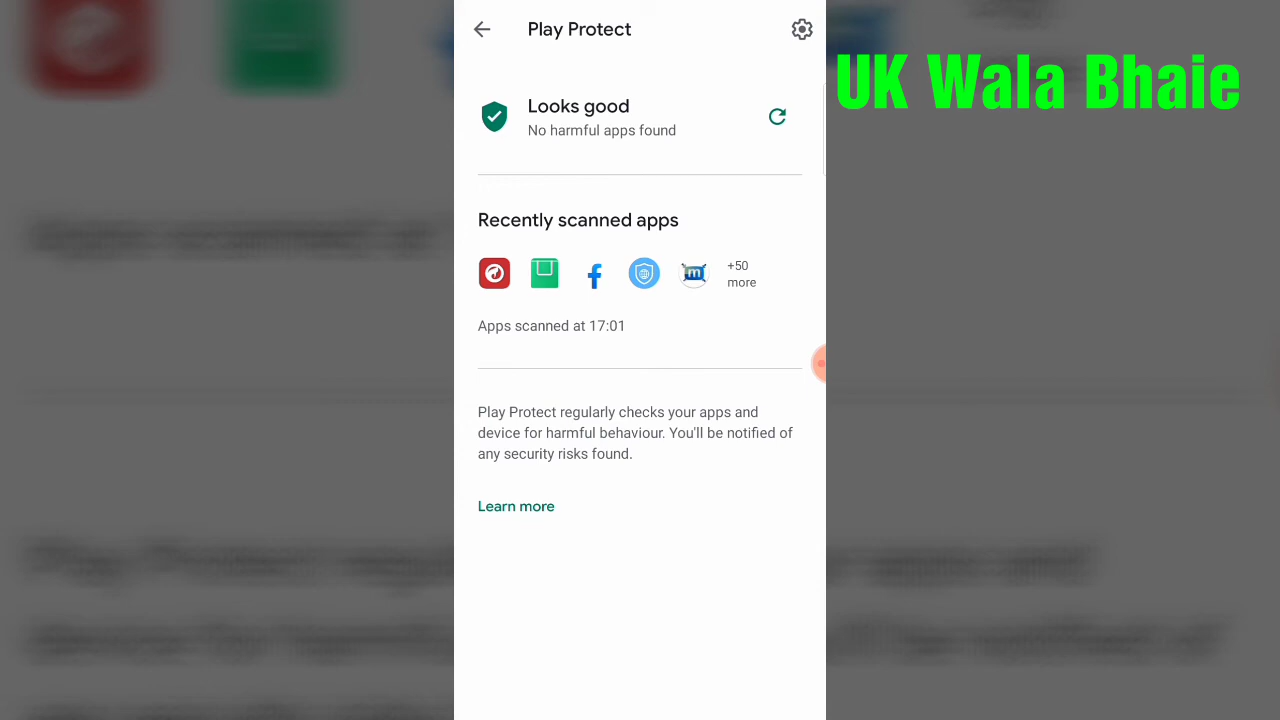 Play Protect
UK Wala Bhaie
Looks good
No harmful apps found
Recently scanned apps
+50
more
Apps scanned at 17:01
Play Protect regularly checks your apps and
device for harmful behaviour. You'll be notified of
any security risks found.
Learn more